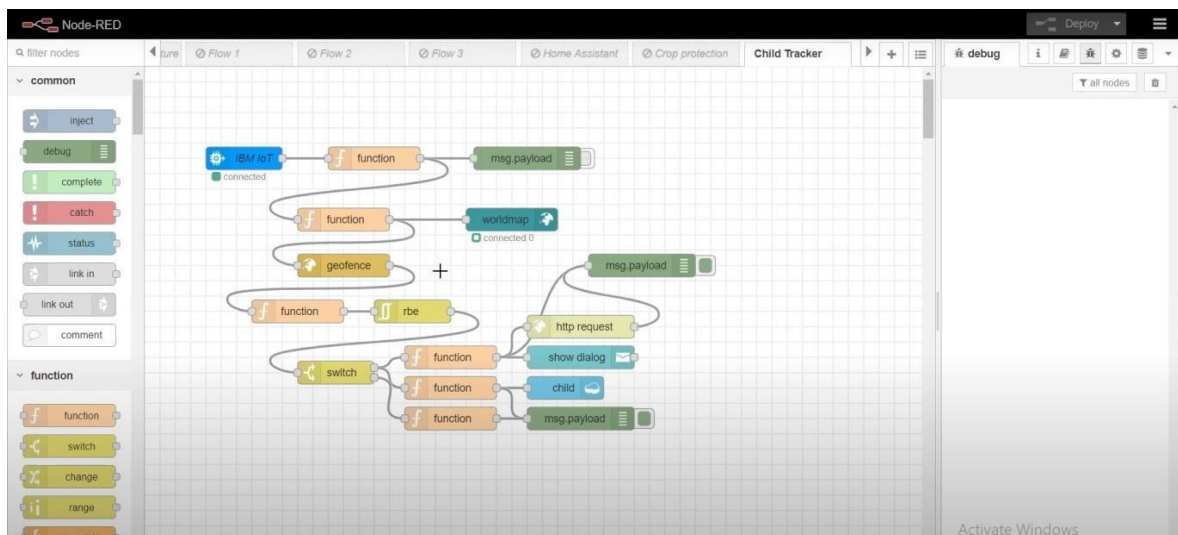 Node-RED
Deploy
filter nodes
ture
Flow 1
Flow 2
Flow 3
Home Assistant
Crop protection
Child Tracker
debug
i
all nodes
common
inject
debug
complete
catch
status
link in
link out
comment
function
function
switch
change
range
IBM IoT
connected
function
msg.payload
function
worldmap
connected 0
geofence
msg.payload
function
rbe
http request
switch
function
show dialog
function
child
function
msg.payload
Activate Windows